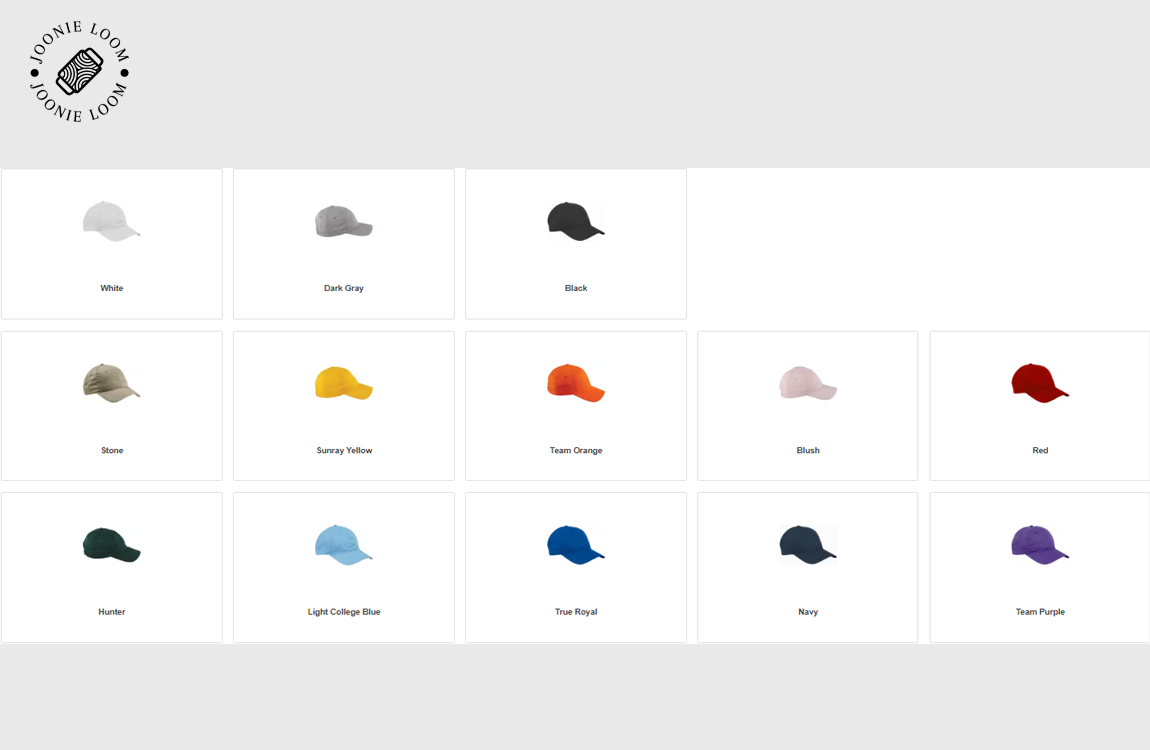 JOONIE LOOM
JOONIE LOOM
White
Dark Gray
Black
Stone
Sunray Yellow
Team Orange
Blush
Red
Hunter
Light College Blue
True Royal
Navy
Team Purple